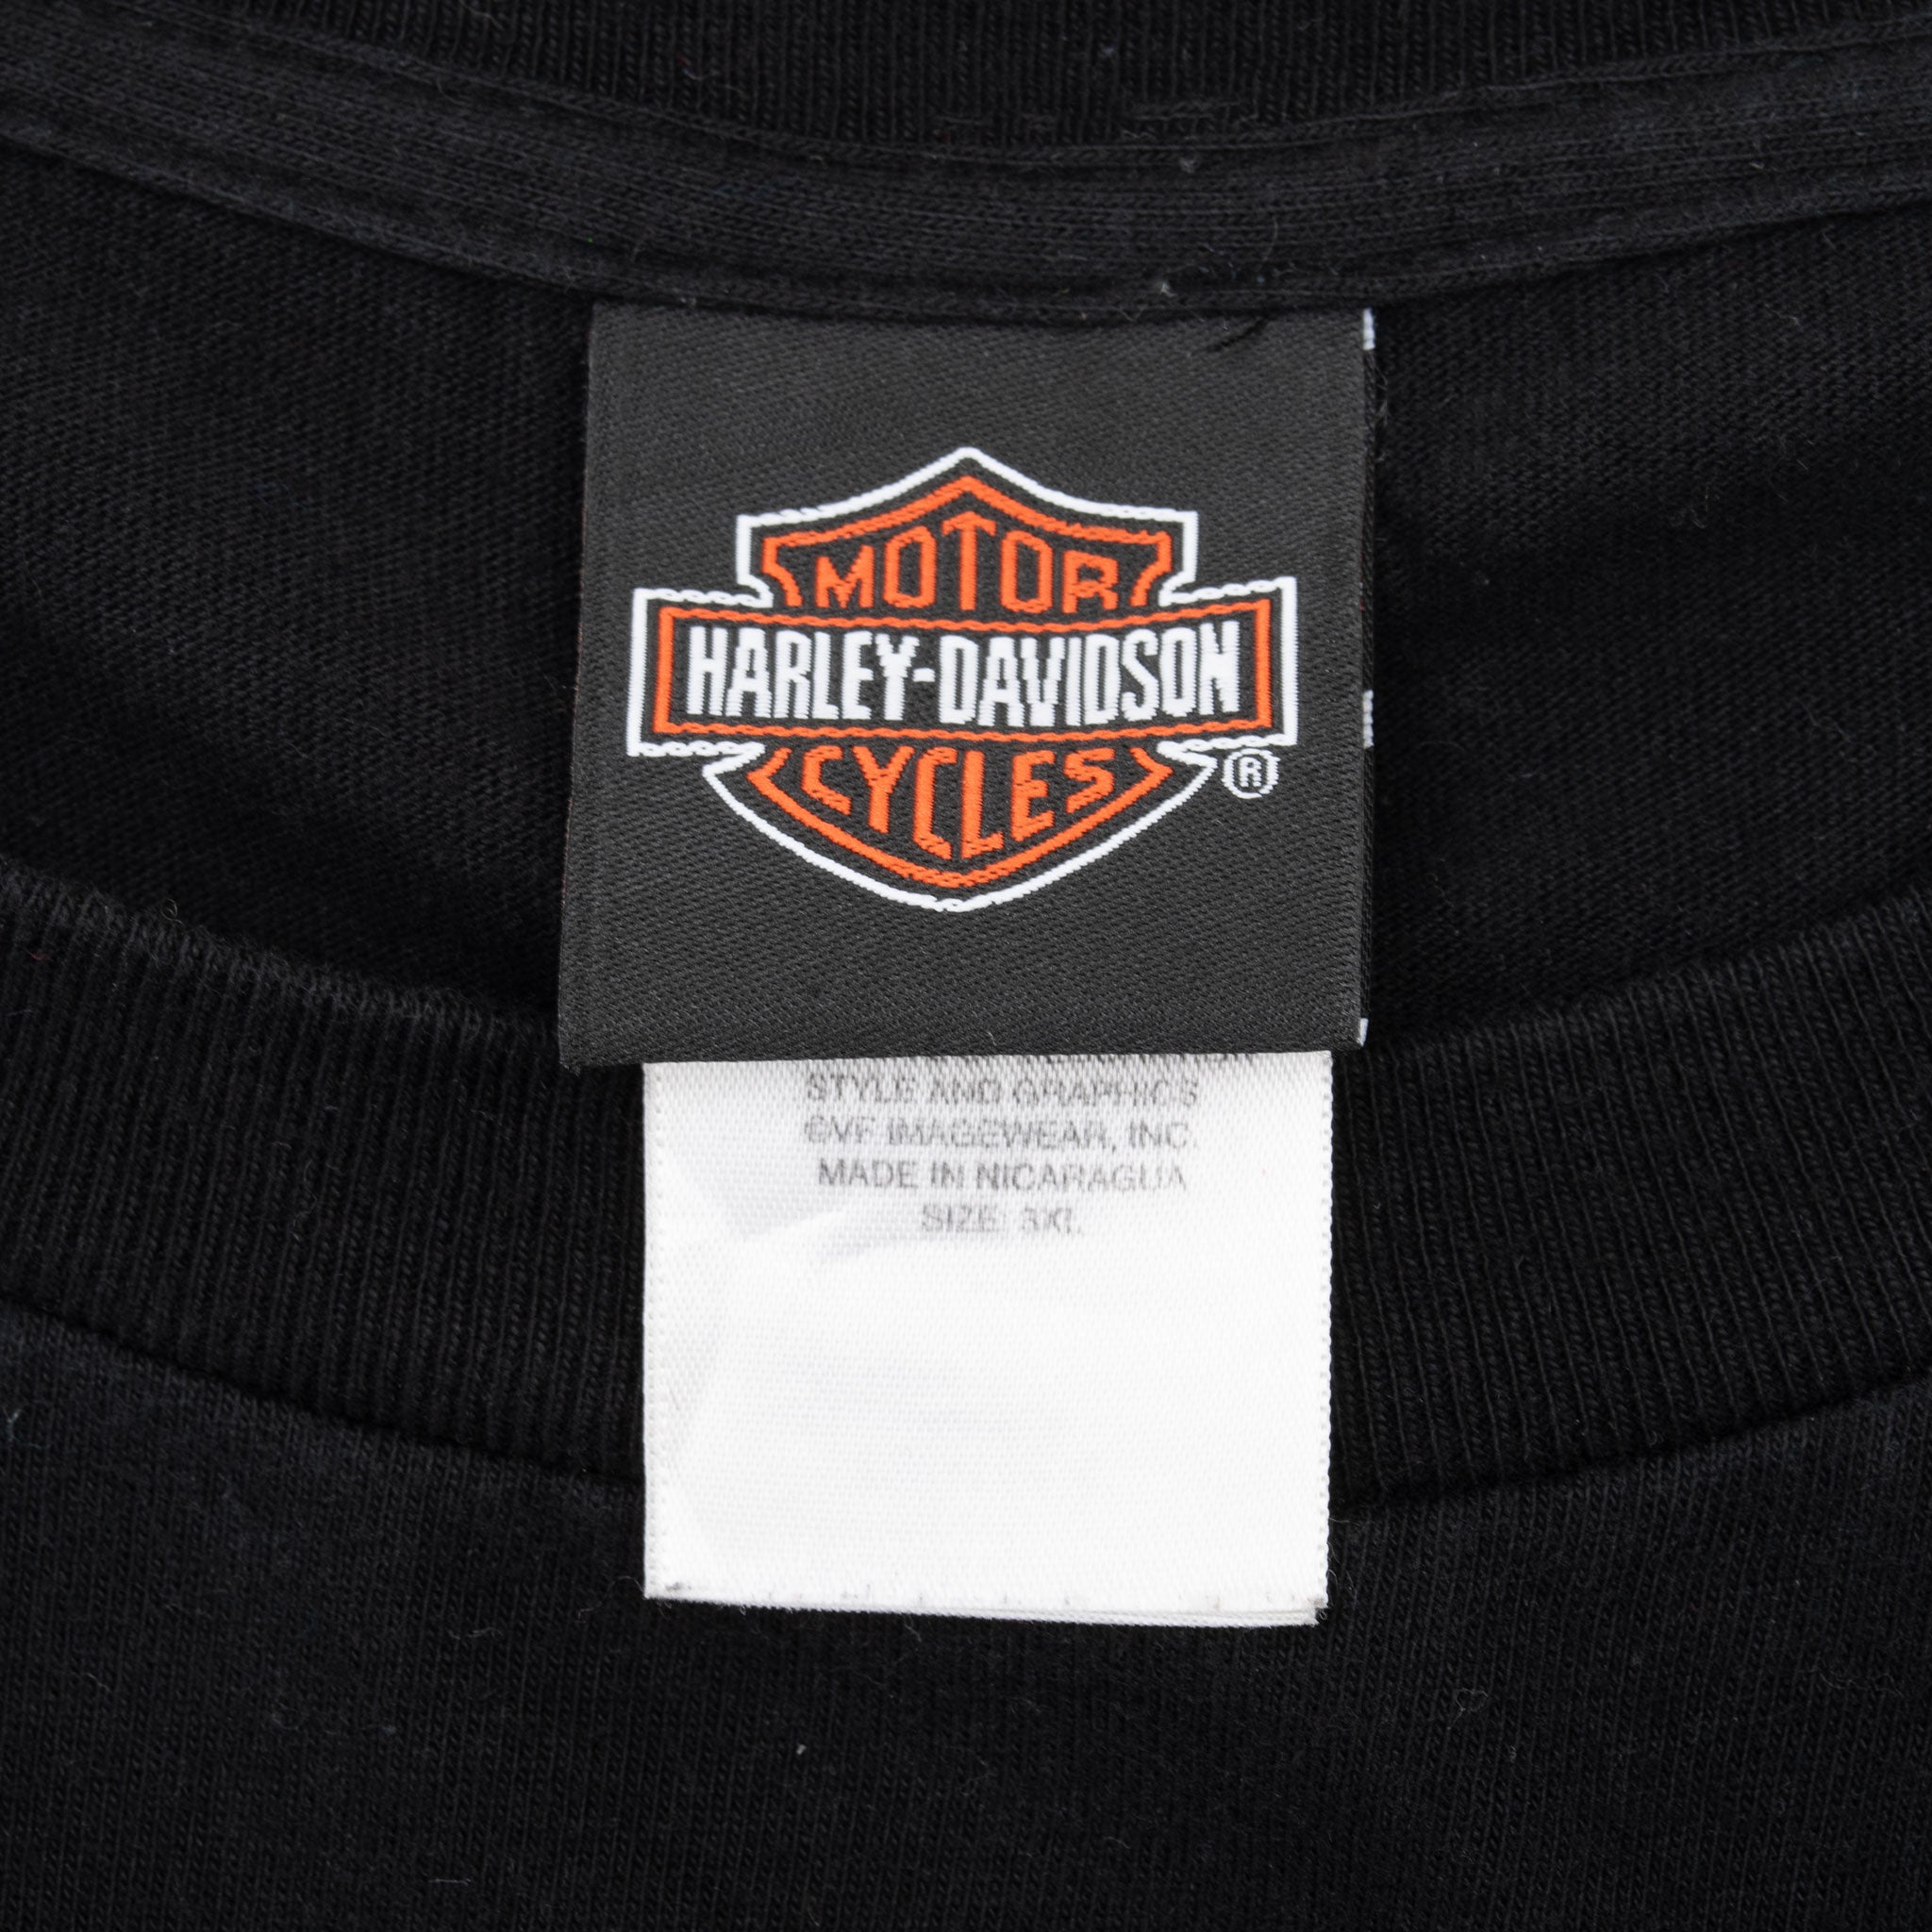 MOTOR
HARLEY-DAVIDSON
CYCLES
®
STYLE AND GRAPHICS
©VF IMAGEWEAR, INC.
MADE IN NICARAGUA
SIZE: 3XL